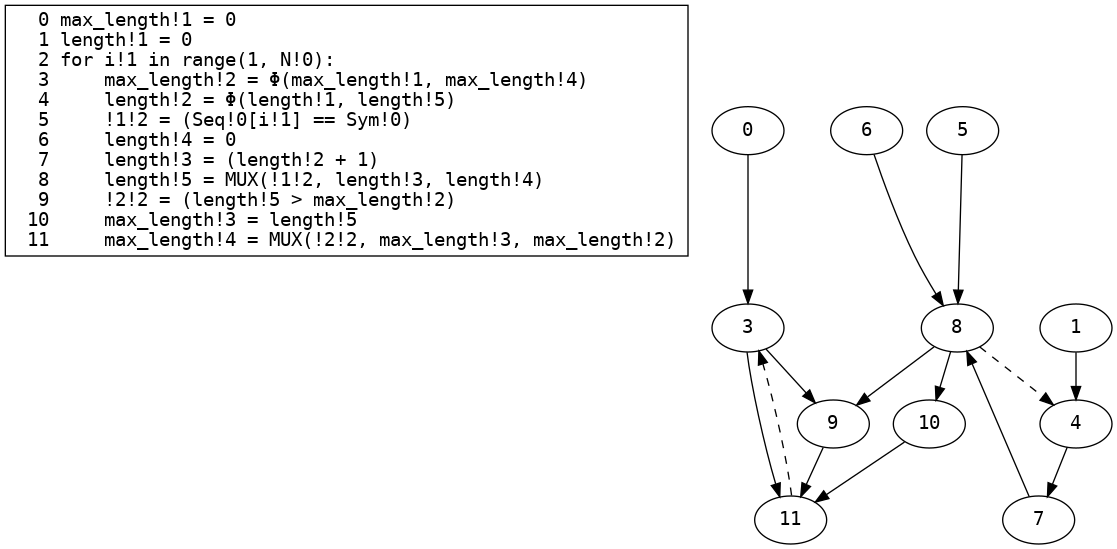 0 max_length!1 = 0
1 length!1 = 0
2 for i!1 in range(1, N!0):
3     max_length!2 = Φ(max_length!1, max_length!4)
4     length!2 = Φ(length!1, length!5)
5     !1!2 = (Seq!0[i!1] == Sym!0)
6     length!4 = 0
7     length!3 = (length!2 + 1)
8     length!5 = MUX(!1!2, length!3, length!4)
9     !2!2 = (length!5 > max_length!2)
10     max_length!3 = length!5
11     max_length!4 = MUX(!2!2, max_length!3, max_length!2)
0 6 5
3 8 1
9 10 4
11 7